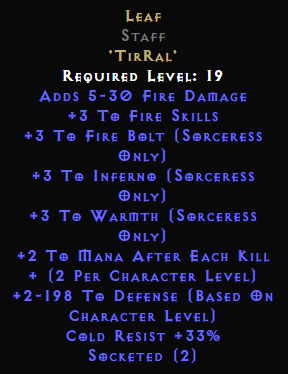 Leaf
Staff
'TirRal'
Required Level: 19
Adds 5-30 Fire Damage
+3 To Fire Skills
+3 To Fire Bolt (Sorceress
Only)
+3 To Inferno (Sorceress
Only)
+3 To Warmth (Sorceress
Only)
+2 To Mana After Each Kill
+ (2 Per Character Level)
+2-198 To Defense (Based On
Character Level)
Cold Resist +33%
Socketed (2)